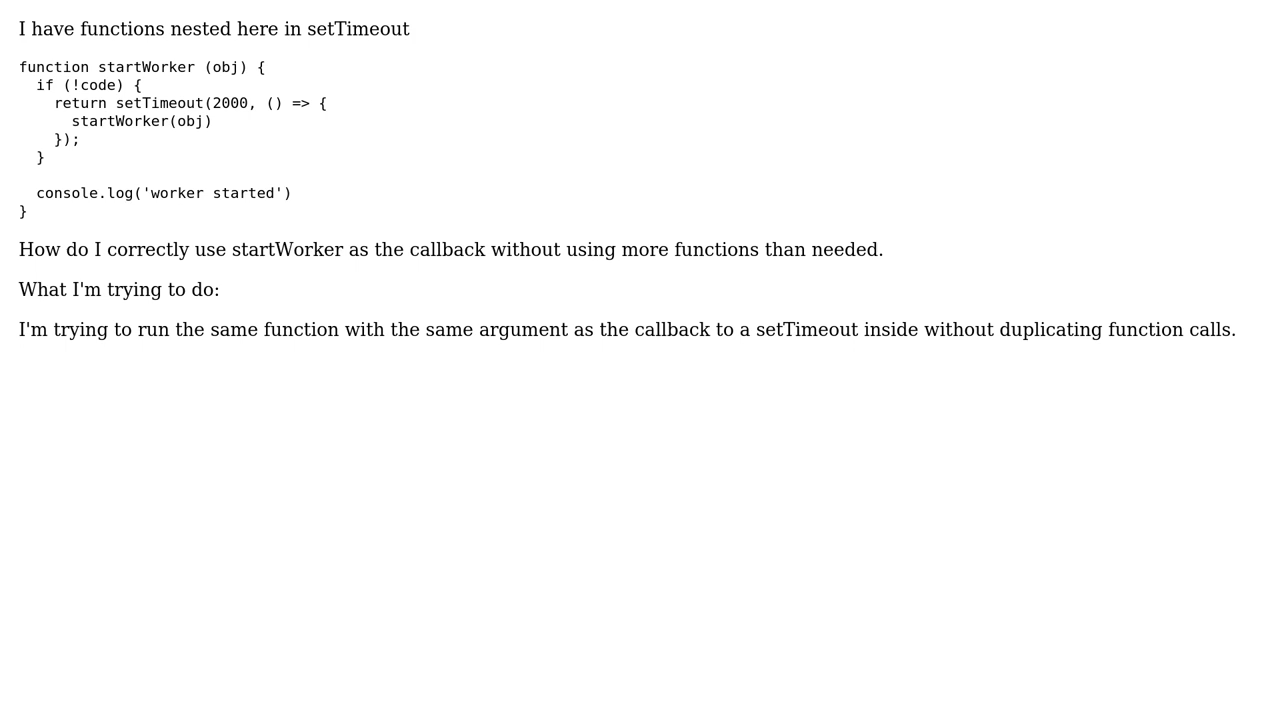 I have functions nested here in setTimeout
function startWorker (obj) {
  if (!code) {
    return setTimeout(2000, () => {
      startWorker(obj)
    });
  }

  console.log('worker started')
}
How do I correctly use startWorker as the callback without using more functions than needed.
What I'm trying to do:
I'm trying to run the same function with the same argument as the callback to a setTimeout inside without duplicating function calls.